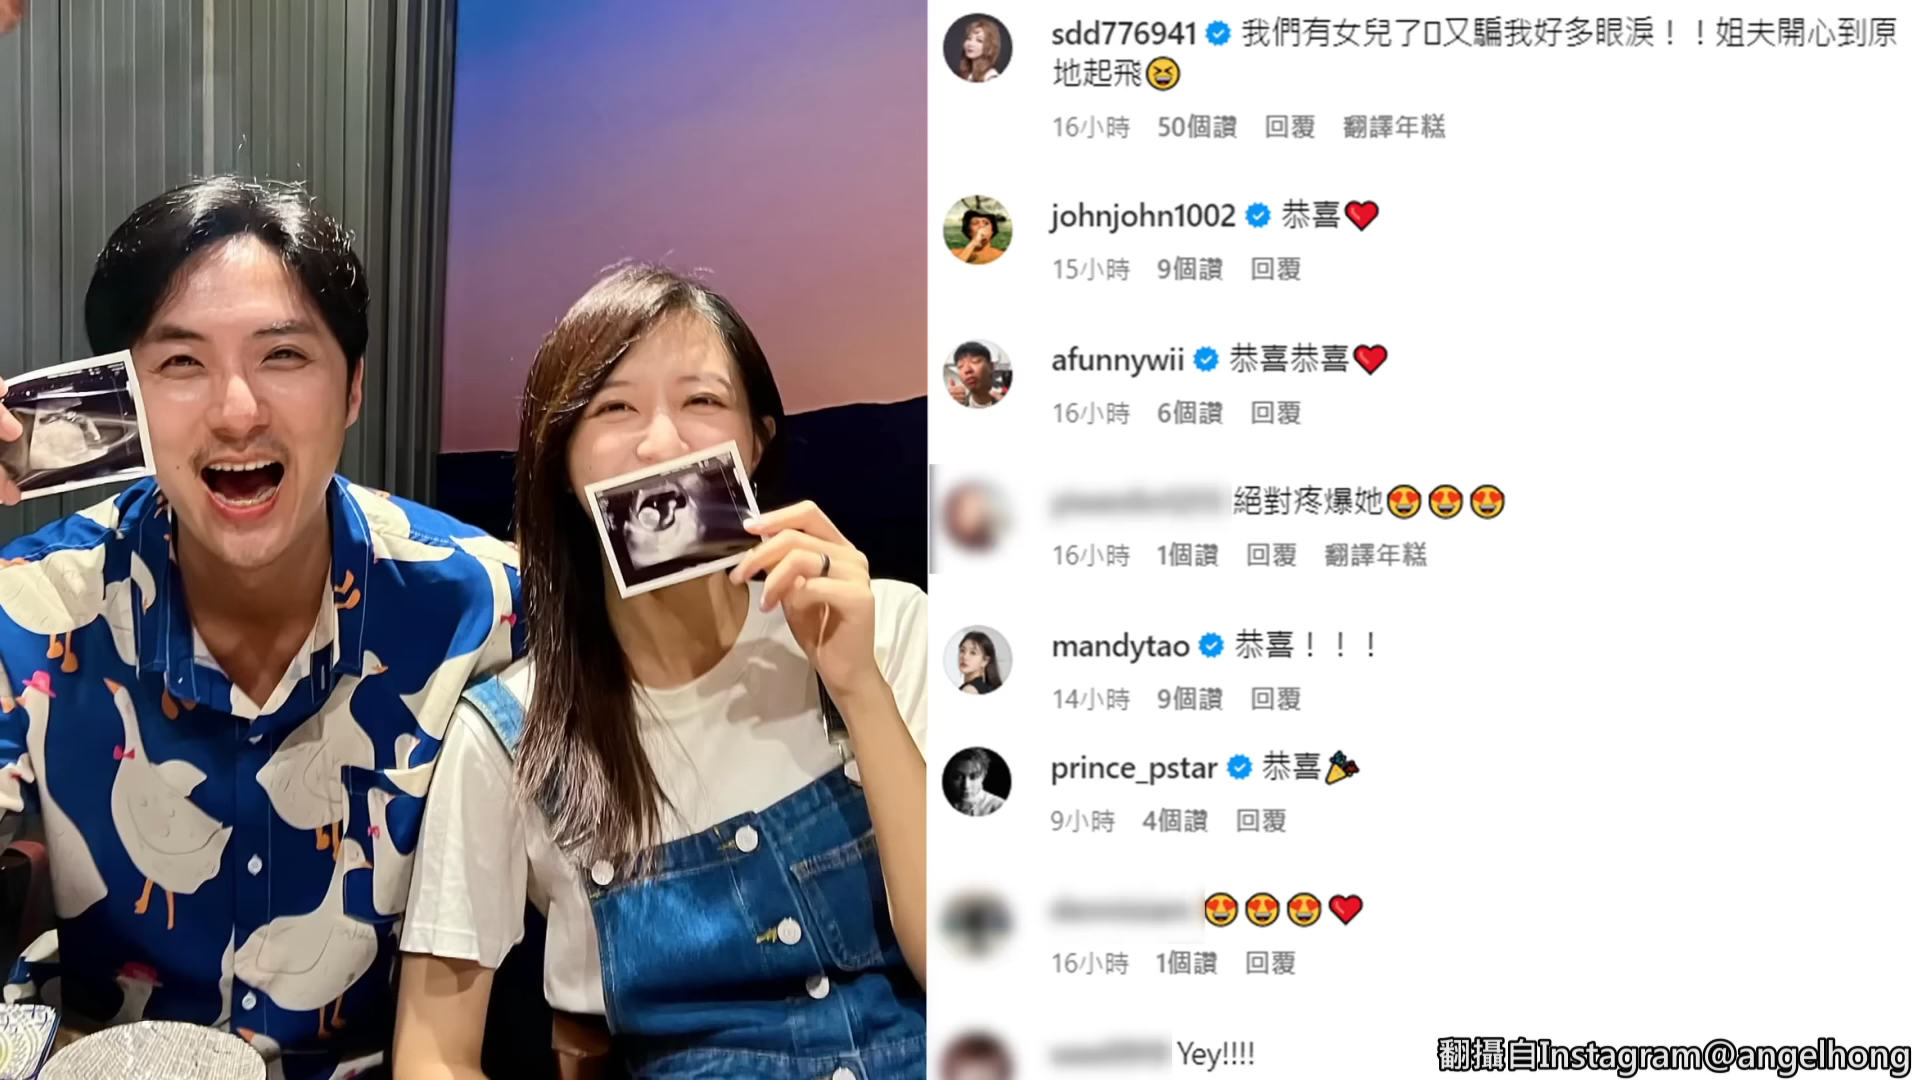 sdd776941 我們有女兒了▯又騙我好多眼淚！！姐夫開心到原
地起飛😆
16小時 50個讚 回覆 翻譯年糕
johnjohn1002 恭喜❤️
15小時 9個讚 回覆
afunnywii 恭喜恭喜❤️
16小時 6個讚 回覆
絕對疼爆她😍😍😍
16小時 1個讚 回覆 翻譯年糕
mandytao 恭喜！！！
14小時 9個讚 回覆
prince_pstar 恭喜🎉
9小時 4個讚 回覆
😍😍😍❤️
16小時 1個讚 回覆
Yey!!!!
翻攝自Instagram@angelhong